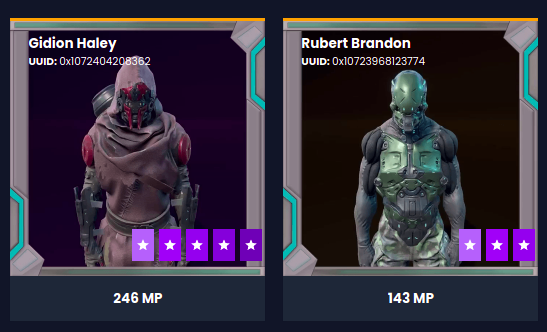 Gidion Haley
UUID: 0x1072404208362
246 MP
Rubert Brandon
UUID: 0x10723968123774
143 MP